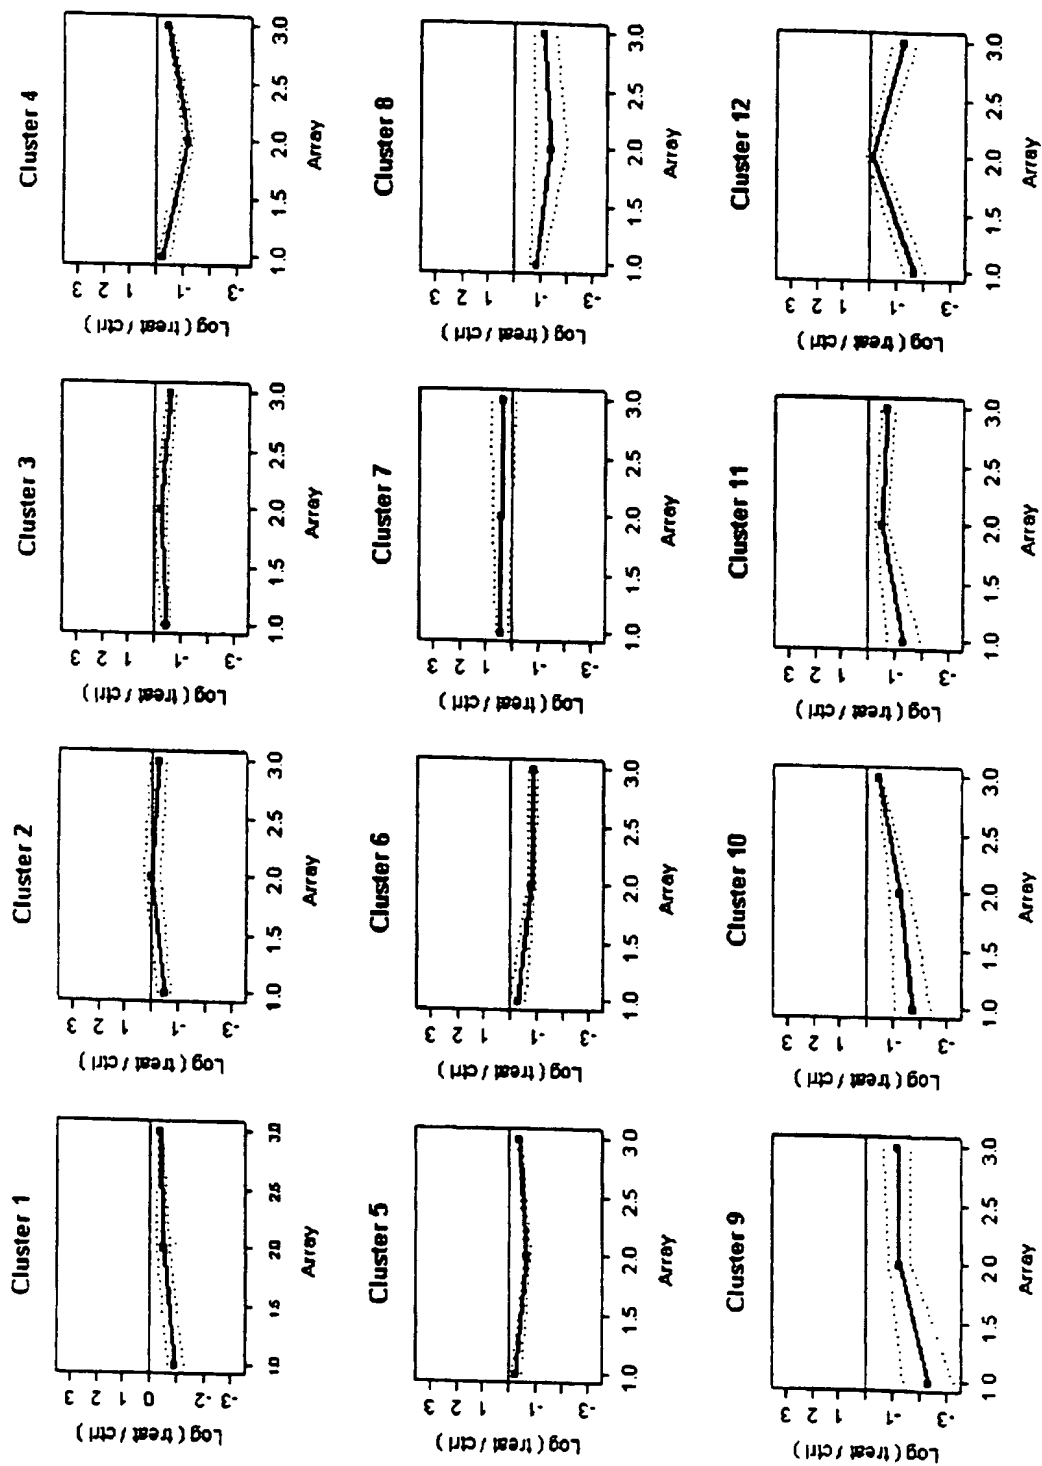 Cluster 1
Log ( treat / ctrl )
3 2 1 0 -2 -3
1.0 1.5 2.0 2.5 3.0
Array
Cluster 2
Log ( treat / ctrl )
3 2 1 -1 -3
1.0 1.5 2.0 2.5 3.0
Array
Cluster 3
Log ( treat / ctrl )
3 2 1 -1 -3
1.0 1.5 2.0 2.5 3.0
Array
Cluster 4
Log ( treat / ctrl )
3 2 1 -1 -3
1.0 1.5 2.0 2.5 3.0
Array
Cluster 5
Log ( treat / ctrl )
3 2 1 -1 -3
1.0 1.5 2.0 2.5 3.0
Array
Cluster 6
Log ( treat / ctrl )
3 2 1 -1 -3
1.0 1.5 2.0 2.5 3.0
Array
Cluster 7
Log ( treat / ctrl )
3 2 1 -1 -3
1.0 1.5 2.0 2.5 3.0
Array
Cluster 8
Log ( treat / ctrl )
3 2 1 -1 -3
1.0 1.5 2.0 2.5 3.0
Array
Cluster 9
Log ( treat / ctrl )
3 2 1 -1 -3
1.0 1.5 2.0 2.5 3.0
Array
Cluster 10
Log ( treat / ctrl )
3 2 1 -1 -3
1.0 1.5 2.0 2.5 3.0
Array
Cluster 11
Log ( treat / ctrl )
3 2 1 -1 -3
1.0 1.5 2.0 2.5 3.0
Array
Cluster 12
Log ( treat / ctrl )
3 2 1 -1 -3
1.0 1.5 2.0 2.5 3.0
Array